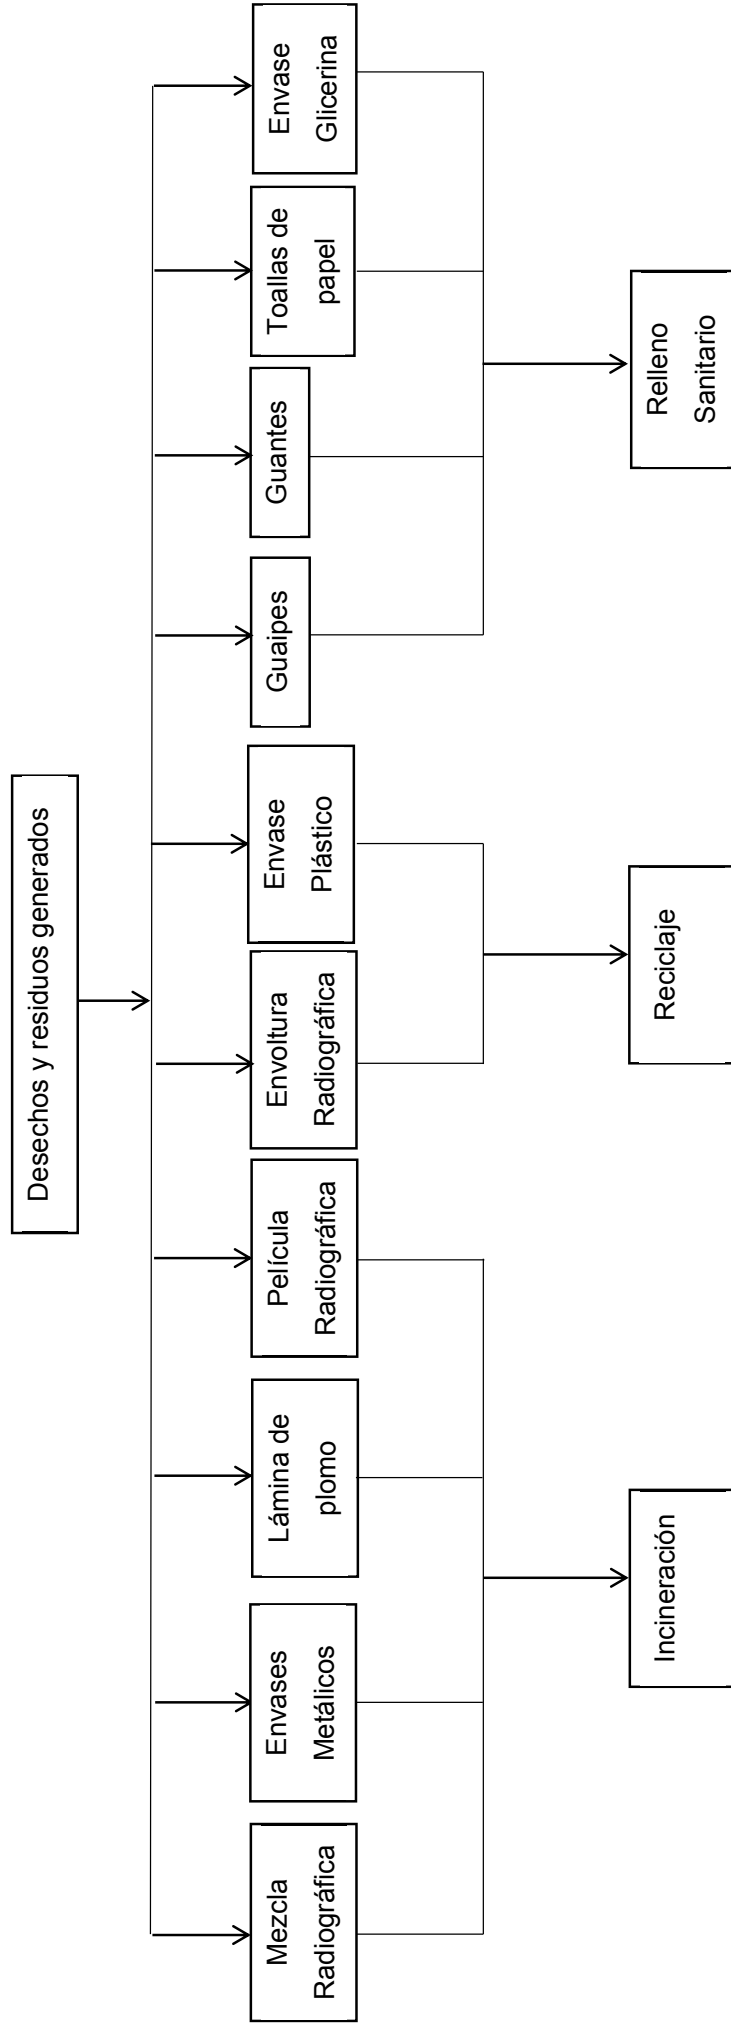 Desechos y residuos generados
Mezcla
Radiográfica
Envases
Metálicos
Lámina de
plomo
Película
Radiográfica
Envoltura
Radiográfica
Envase
Plástico
Guaipes
Guantes
Toallas de
papel
Envase
Glicerina
Incineración
Reciclaje
Relleno
Sanitario